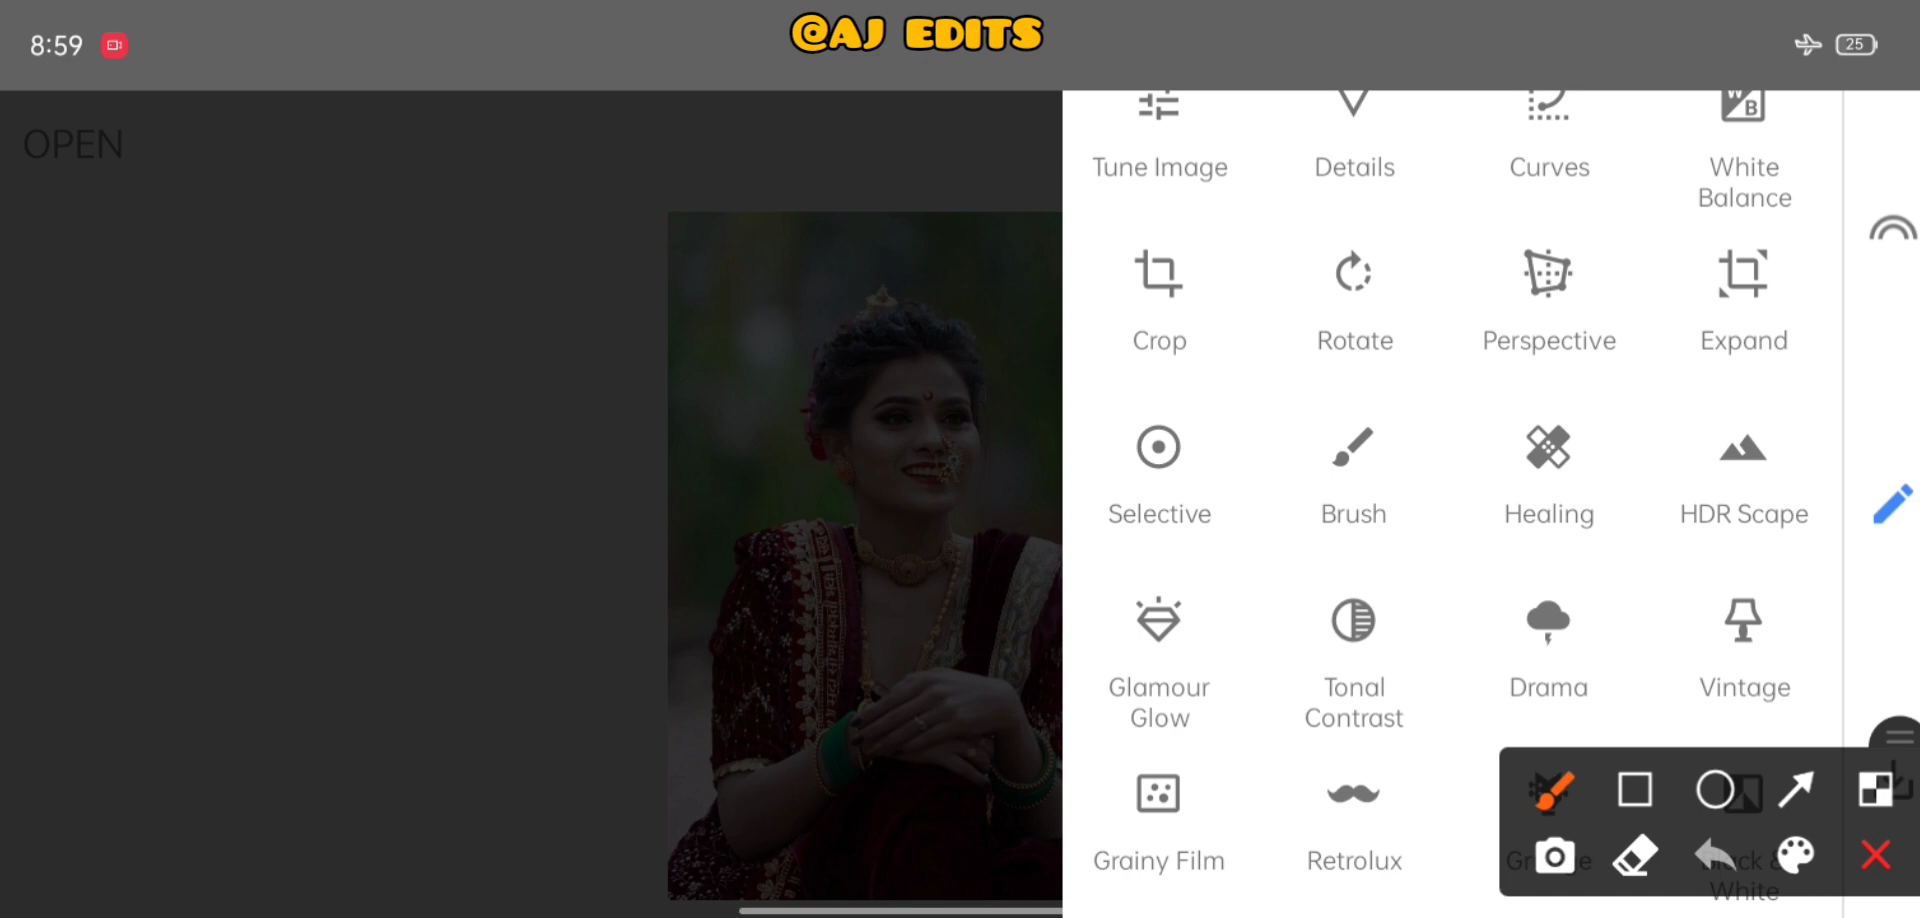 @AJ EDITS
8:59
25
OPEN
Tune Image
Details
Curves
White
Balance
Crop
Rotate
Perspective
Expand
Selective
Brush
Healing
HDR Scape
Glamour
Glow
Tonal
Contrast
Drama
Vintage
Grainy Film
Retrolux
White